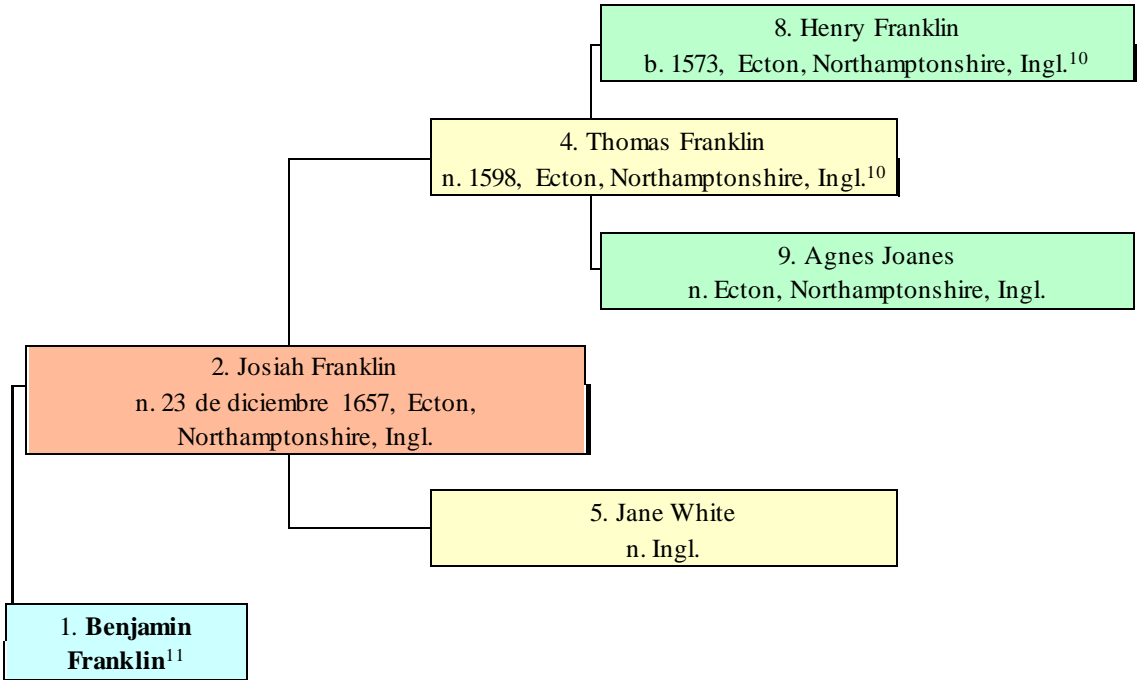 8. Henry Franklin
b. 1573, Ecton, Northamptonshire, Ingl.¹⁰
4. Thomas Franklin
n. 1598, Ecton, Northamptonshire, Ingl.¹⁰
9. Agnes Joanes
n. Ecton, Northamptonshire, Ingl.
2. Josiah Franklin
n. 23 de diciembre 1657, Ecton,
Northamptonshire, Ingl.
5. Jane White
n. Ingl.
1. Benjamin
Franklin¹¹